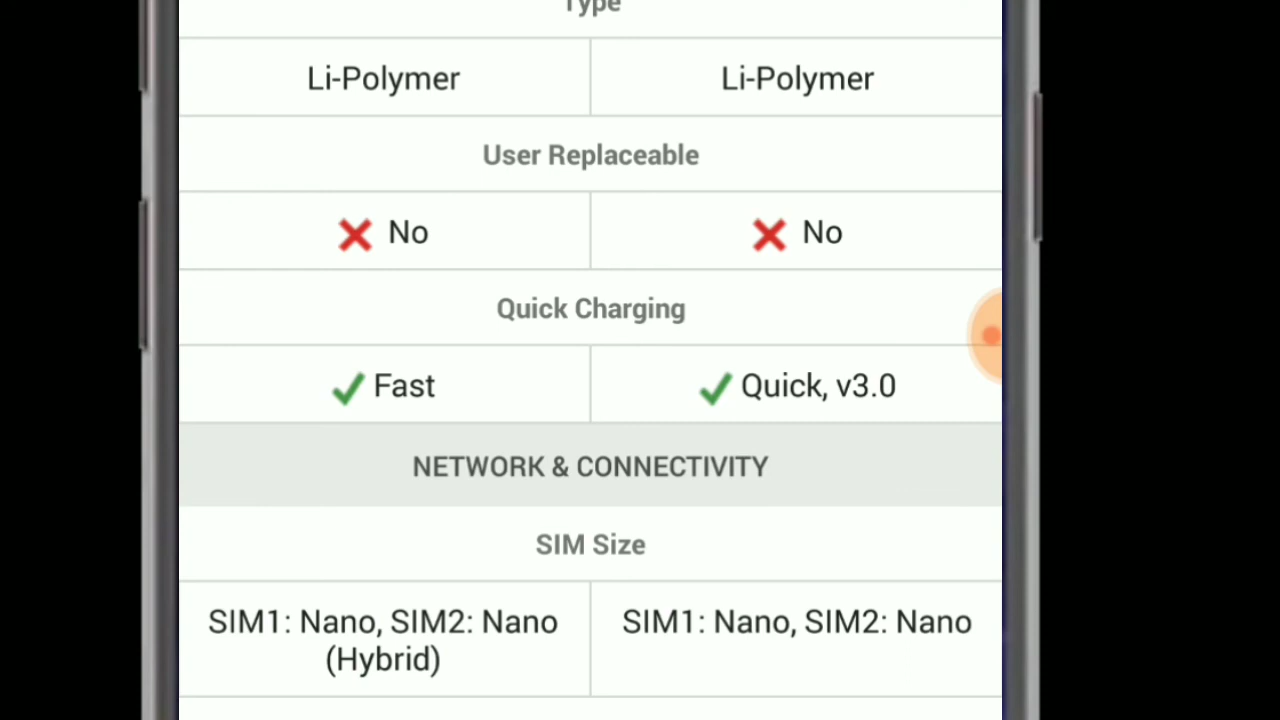 Type
Li-Polymer Li-Polymer
User Replaceable
No No
Quick Charging
Fast Quick, v3.0
NETWORK & CONNECTIVITY
SIM Size
SIM1: Nano, SIM2: Nano (Hybrid) SIM1: Nano, SIM2: Nano